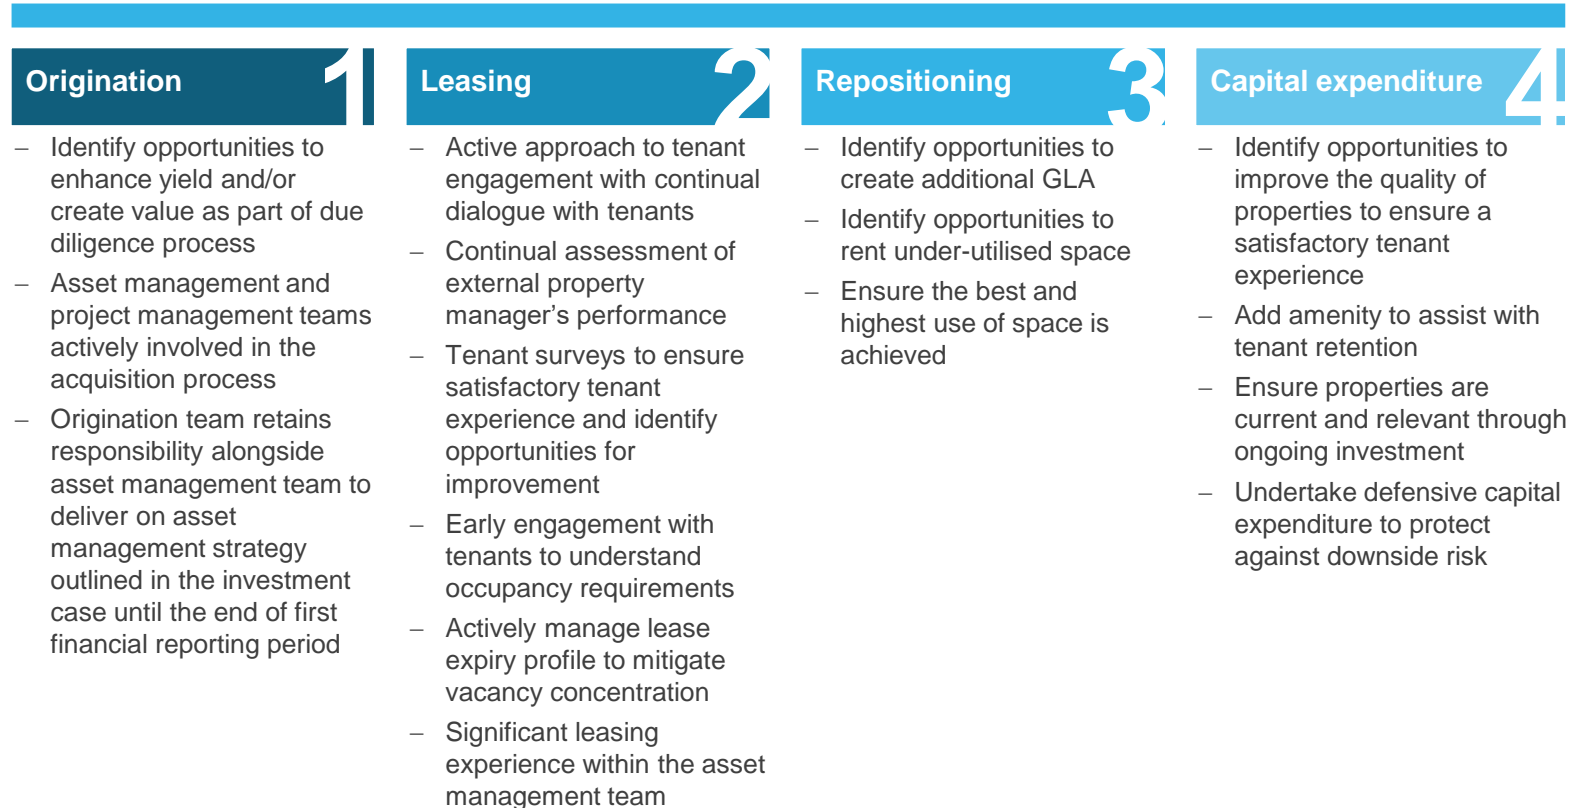 Origination 1
– Identify opportunities to
enhance yield and/or
create value as part of due
diligence process
– Asset management and
project management teams
actively involved in the
acquisition process
– Origination team retains
responsibility alongside
asset management team to
deliver on asset
management strategy
outlined in the investment
case until the end of first
financial reporting period
Leasing 2
– Active approach to tenant
engagement with continual
dialogue with tenants
– Continual assessment of
external property
manager’s performance
– Tenant surveys to ensure
satisfactory tenant
experience and identify
opportunities for
improvement
– Early engagement with
tenants to understand
occupancy requirements
– Actively manage lease
expiry profile to mitigate
vacancy concentration
– Significant leasing
experience within the asset
management team
Repositioning 3
– Identify opportunities to
create additional GLA
– Identify opportunities to
rent under-utilised space
– Ensure the best and
highest use of space is
achieved
Capital expenditure 4
– Identify opportunities to
improve the quality of
properties to ensure a
satisfactory tenant
experience
– Add amenity to assist with
tenant retention
– Ensure properties are
current and relevant through
ongoing investment
– Undertake defensive capital
expenditure to protect
against downside risk